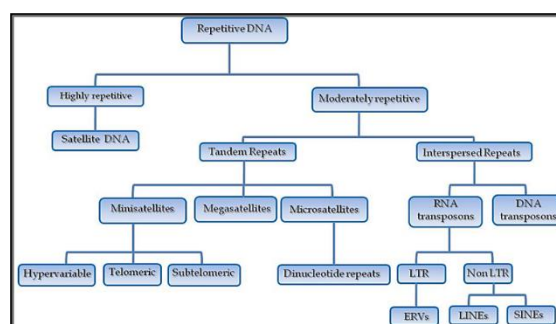 Repetitive DNA
Highly repetitive
Moderately repetitive
Satellite DNA
Tandem Repeats
Interspersed Repeats
Minisatellites
Megasatellites
Microsatellites
RNA
transposons
DNA
transposons
Hypervariable
Telomeric
Subtelomeric
Dinucleotide repeats
LTR
Non LTR
ERVs
LINEs
SINEs